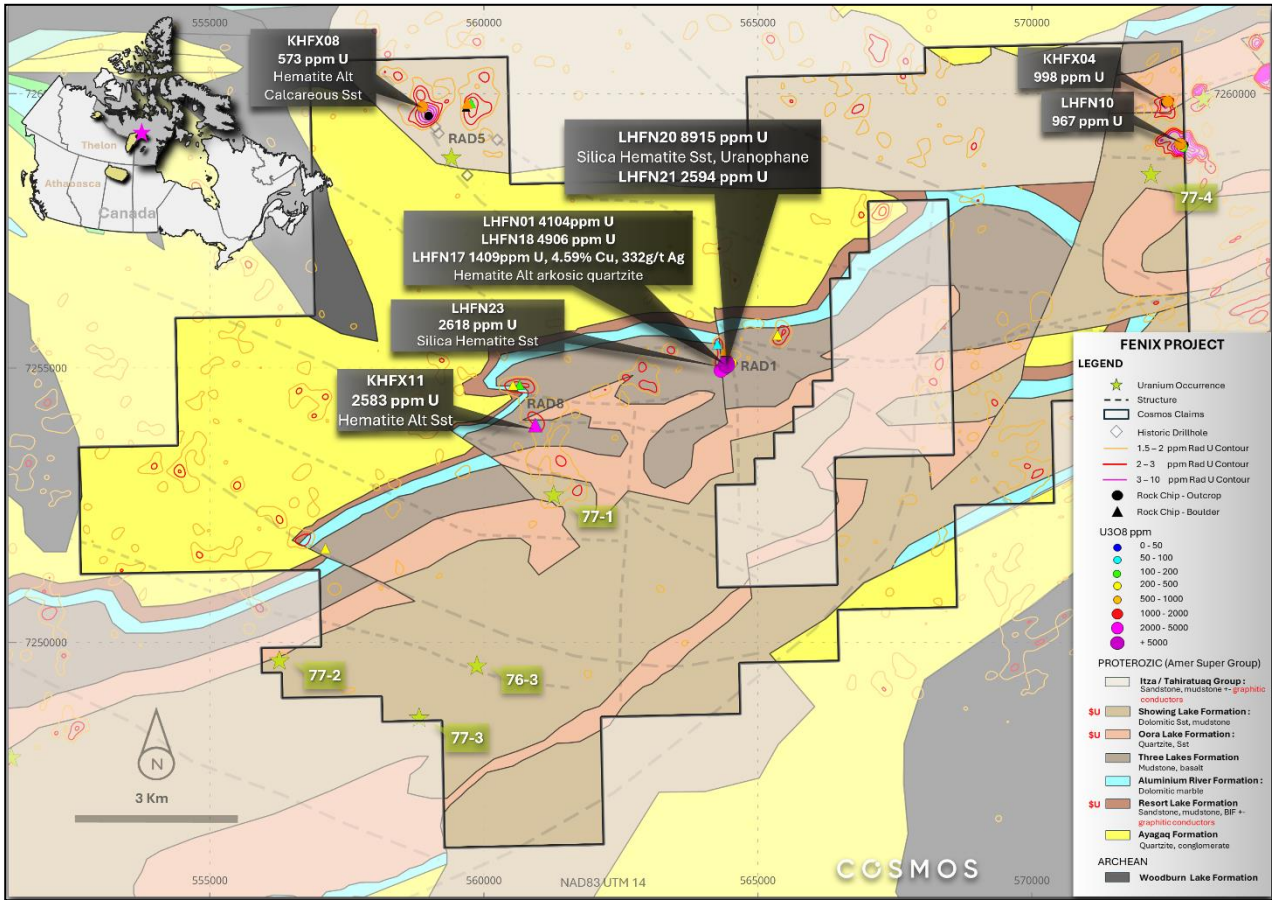 555000
560000
565000
570000
KHFX08
573 ppm U
Hematite Alt
Calcareous Sst
KHFX04
998 ppm U
7260000
LHFN10
967 ppm U
Thelon
Athabasca
Canada
RAD5
LHFN20 8915 ppm U
Silica Hematite Sst, Uranophane
LHFN21 2594 ppm U
77-4
LHFN01 4104ppm U
LHFN18 4906 ppm U
LHFN17 1409ppm U, 4.59% Cu, 332g/t Ag
Hematite Alt arkosic quartzite
LHFN23
2618 ppm U
Silica Hematite Sst
7255000
RAD1
KHFX11
2583 ppm U
Hematite Alt Sst
RAD8
77-1
7250000
77-2
76-3
77-3
N
3 Km
555000
560000
NAD83 UTM 14
565000
570000
COSMOS
FENIX PROJECT
LEGEND
Uranium Occurrence
Structure
Cosmos Claims
Historic Drillhole
1.5 – 2 ppm Rad U Contour
2 – 3 ppm Rad U Contour
3 – 10 ppm Rad U Contour
Rock Chip - Outcrop
Rock Chip - Boulder
U3O8 ppm
0 - 50
50 - 100
100 - 200
200 - 500
500 - 1000
1000 - 2000
2000 - 5000
+ 5000
PROTEROZIC (Amer Super Group)
Itza / Tahiratuaq Group :
Sandstone, mudstone +- graphitic
conductors
$U Showing Lake Formation :
Dolomitic Sst, mudstone
$U Oora Lake Formation :
Quartzite, Sst
Three Lakes Formation
Mudstone, basalt
Aluminium River Formation :
Dolomitic marble
$U Resort Lake Formation
Sandstone, mudstone, BIF +-
graphitic conductors
Ayagaq Formation
Quartzite, conglomerate
ARCHEAN
Woodburn Lake Formation